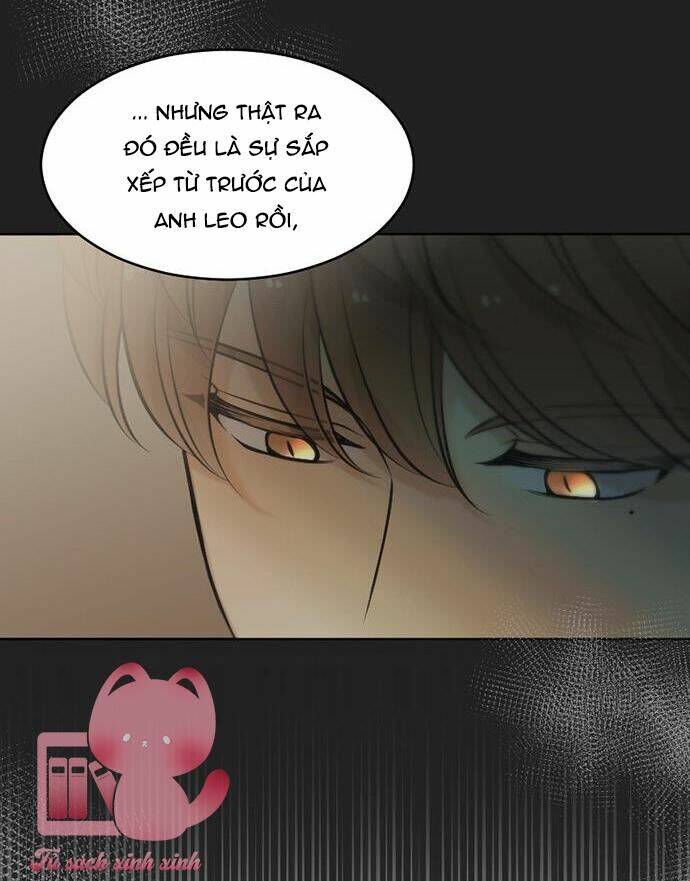 ... NHƯNG THẬT RA
ĐÓ ĐỀU LÀ SỰ SẮP
XẾP TỪ TRƯỚC CỦA
ANH LEO RỒI,
Tủ sách xinh xinh